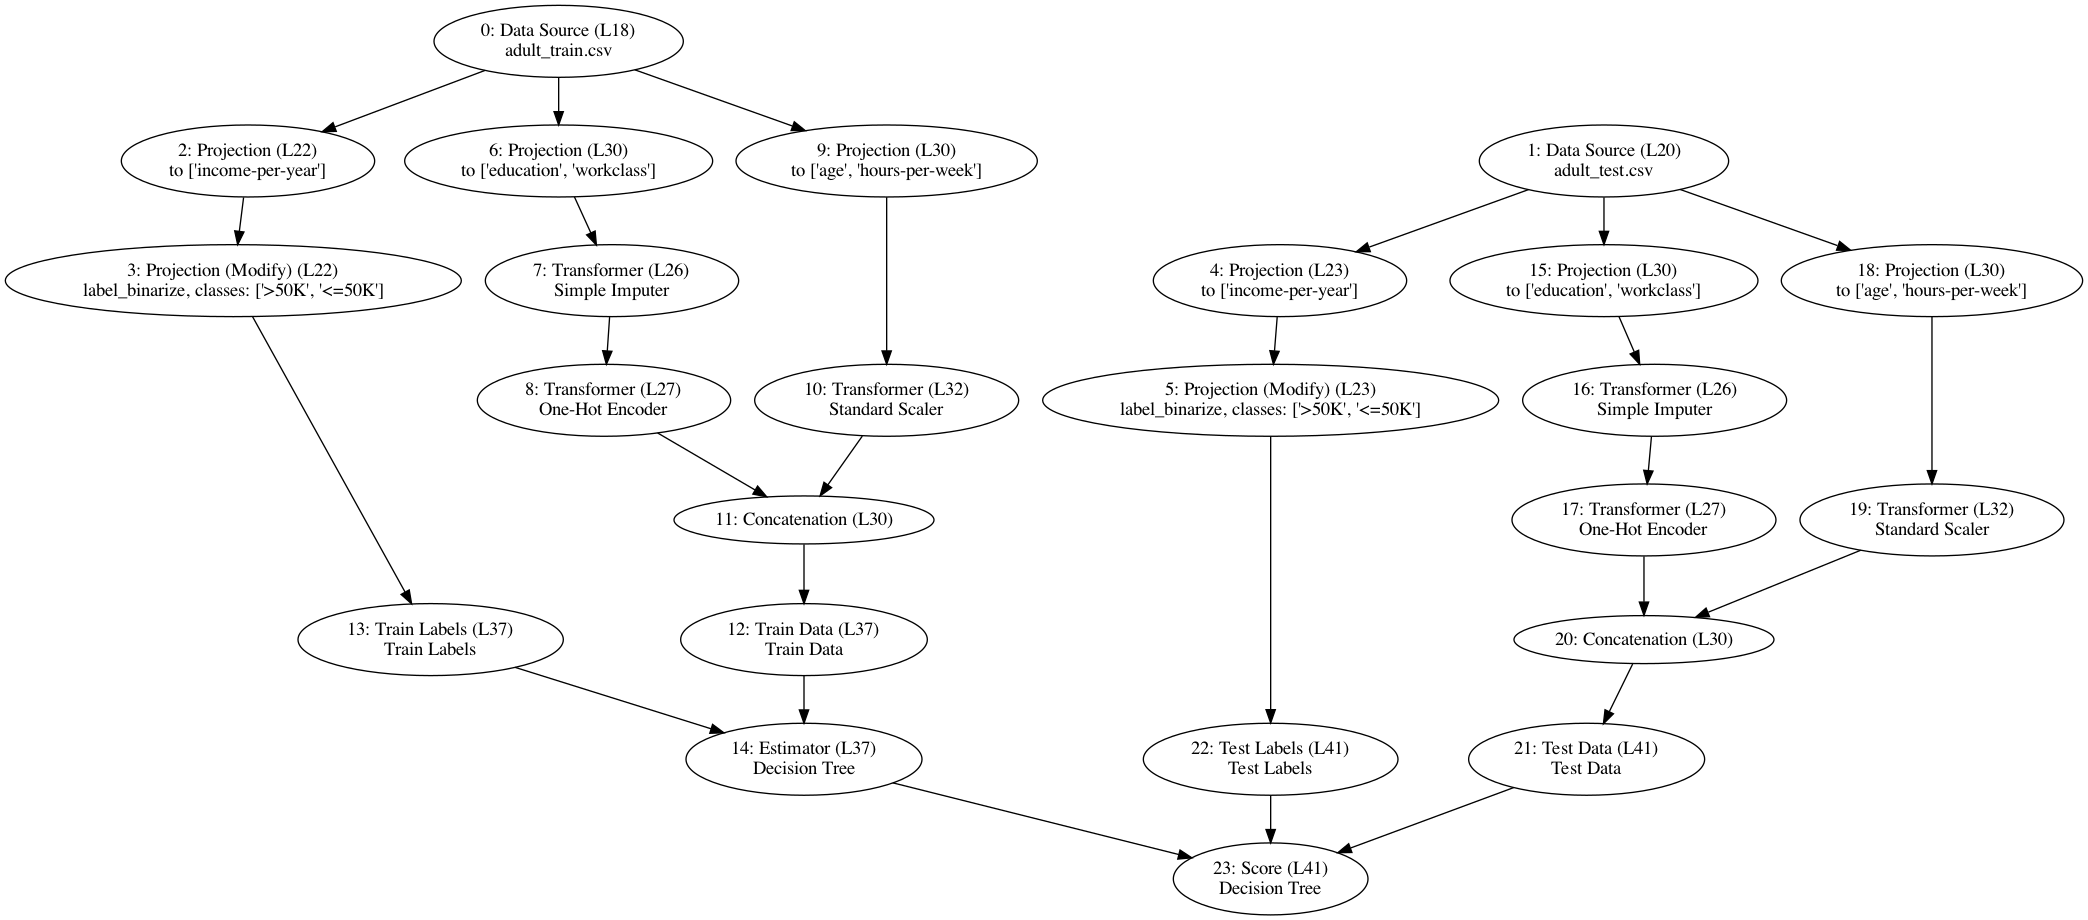 0: Data Source (L18)
adult_train.csv
2: Projection (L22)
to ['income-per-year']
6: Projection (L30)
to ['education', 'workclass']
9: Projection (L30)
to ['age', 'hours-per-week']
1: Data Source (L20)
adult_test.csv
3: Projection (Modify) (L22)
label_binarize, classes: ['>50K', '<=50K']
7: Transformer (L26)
Simple Imputer
4: Projection (L23)
to ['income-per-year']
15: Projection (L30)
to ['education', 'workclass']
18: Projection (L30)
to ['age', 'hours-per-week']
8: Transformer (L27)
One-Hot Encoder
10: Transformer (L32)
Standard Scaler
5: Projection (Modify) (L23)
label_binarize, classes: ['>50K', '<=50K']
16: Transformer (L26)
Simple Imputer
11: Concatenation (L30)
17: Transformer (L27)
One-Hot Encoder
19: Transformer (L32)
Standard Scaler
13: Train Labels (L37)
Train Labels
12: Train Data (L37)
Train Data
20: Concatenation (L30)
14: Estimator (L37)
Decision Tree
22: Test Labels (L41)
Test Labels
21: Test Data (L41)
Test Data
23: Score (L41)
Decision Tree